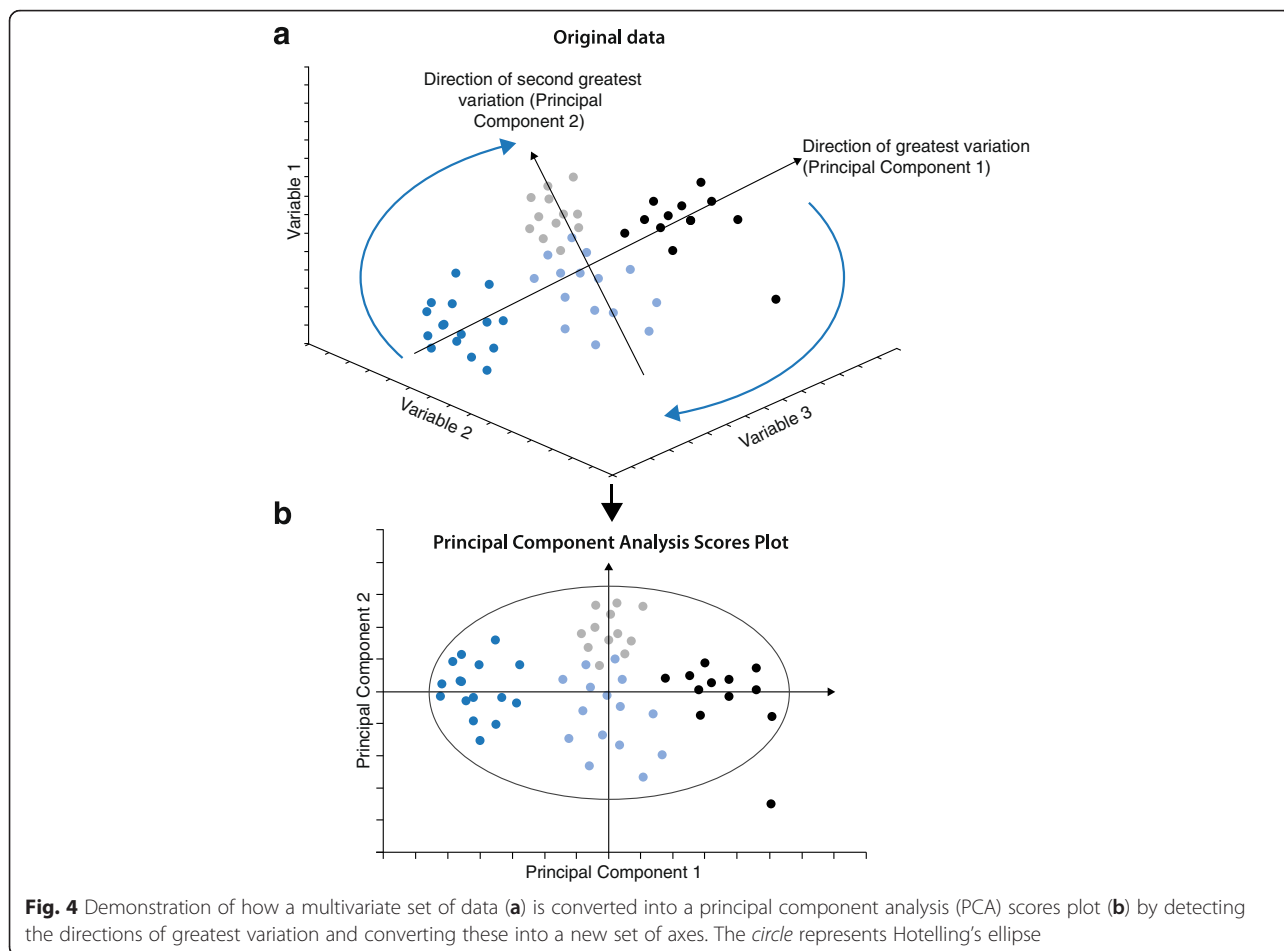 a
Original data
Direction of second greatest
variation (Principal
Component 2)
Direction of greatest variation
(Principal Component 1)
Variable 1
Variable 2
Variable 3
b
Principal Component Analysis Scores Plot
Principal Component 2
Principal Component 1
Fig. 4 Demonstration of how a multivariate set of data (a) is converted into a principal component analysis (PCA) scores plot (b) by detecting
the directions of greatest variation and converting these into a new set of axes. The circle represents Hotelling's ellipse